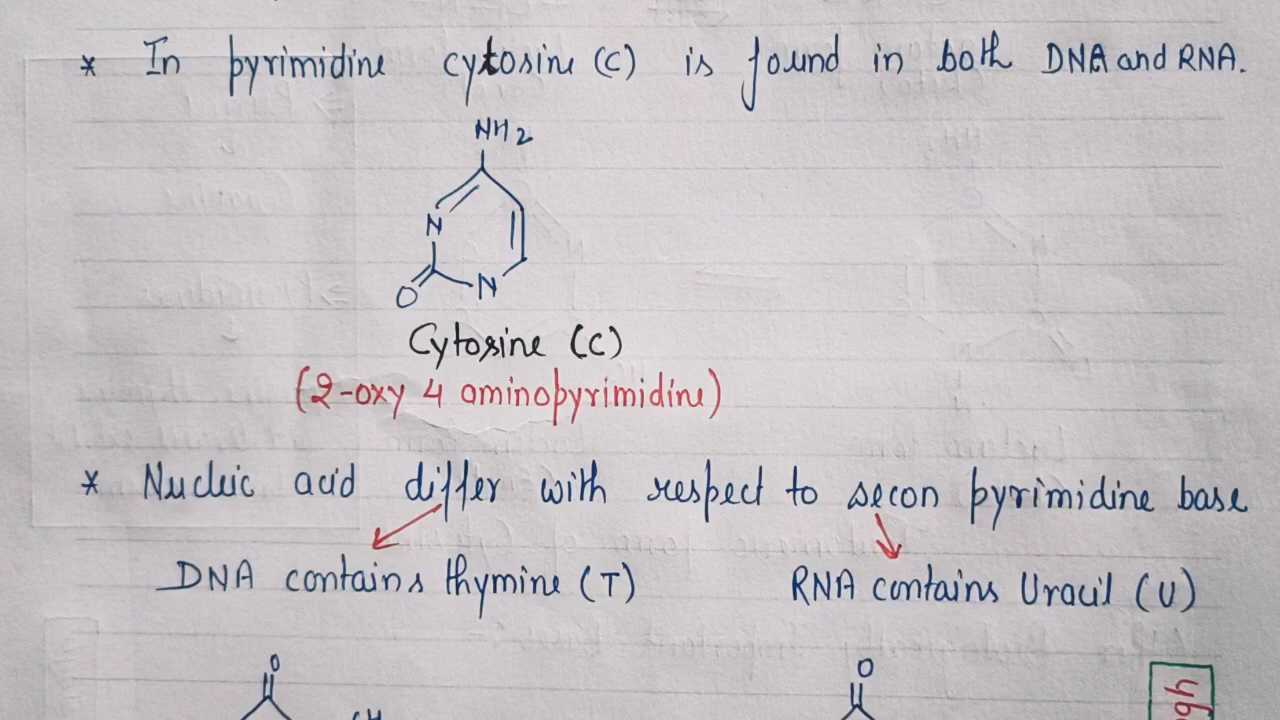 * In pyrimidine cytosine (C) is found in both DNA and RNA.
NH2
N
O
N
Cytosine (C)
(2-oxy 4 aminopyrimidine)
* Nucleic acid differ with respect to secon pyrimidine base
DNA contains thymine (T)
RNA contains Uracil (U)
O
O